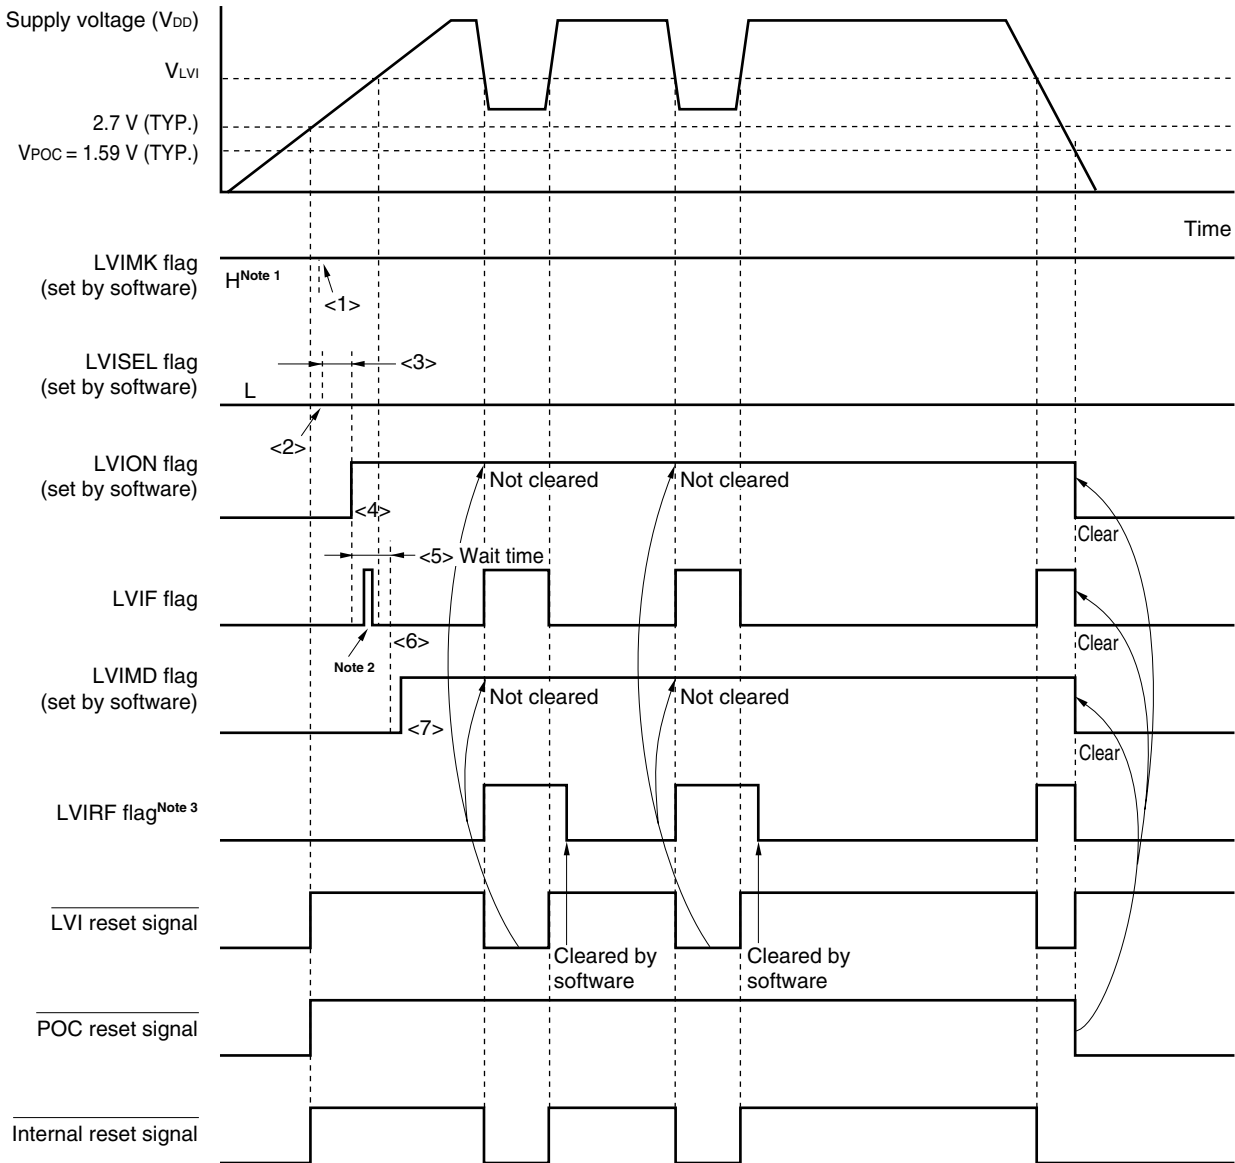 Supply voltage (VDD)
VLVI
2.7 V (TYP.)
VPOC = 1.59 V (TYP.)
Time
LVIMK flag
(set by software)
H Note 1
<1>
LVISEL flag
(set by software)
L
<3>
<2>
LVION flag
(set by software)
Not cleared
Not cleared
<4>
Clear
<5> Wait time
LVIF flag
Note 2
<6>
Clear
LVIMD flag
(set by software)
Not cleared
Not cleared
<7>
Clear
LVIRF flag Note 3
LVI reset signal
Cleared by
software
Cleared by
software
POC reset signal
Internal reset signal